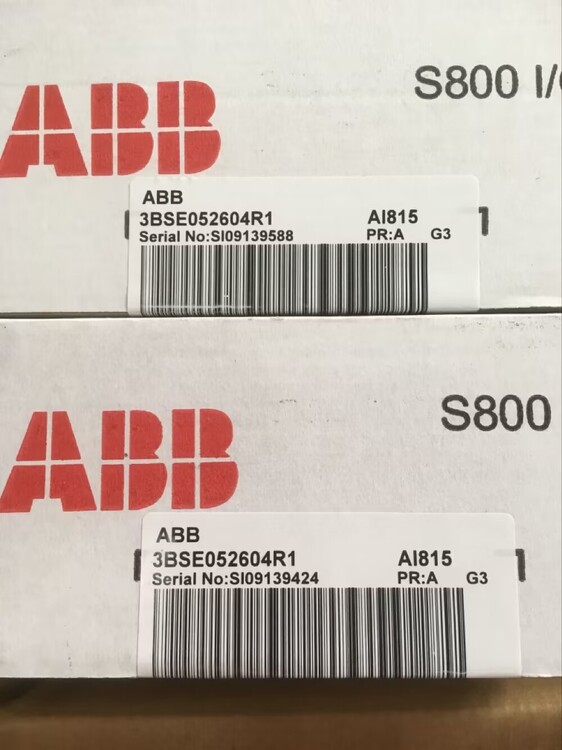 ABB
S800 I/
ABB
3BSE052604R1 AI815
Serial No:SI09139588 PR:A G3
ABB
S800
ABB
3BSE052604R1 AI815
Serial No:SI09139424 PR:A G3